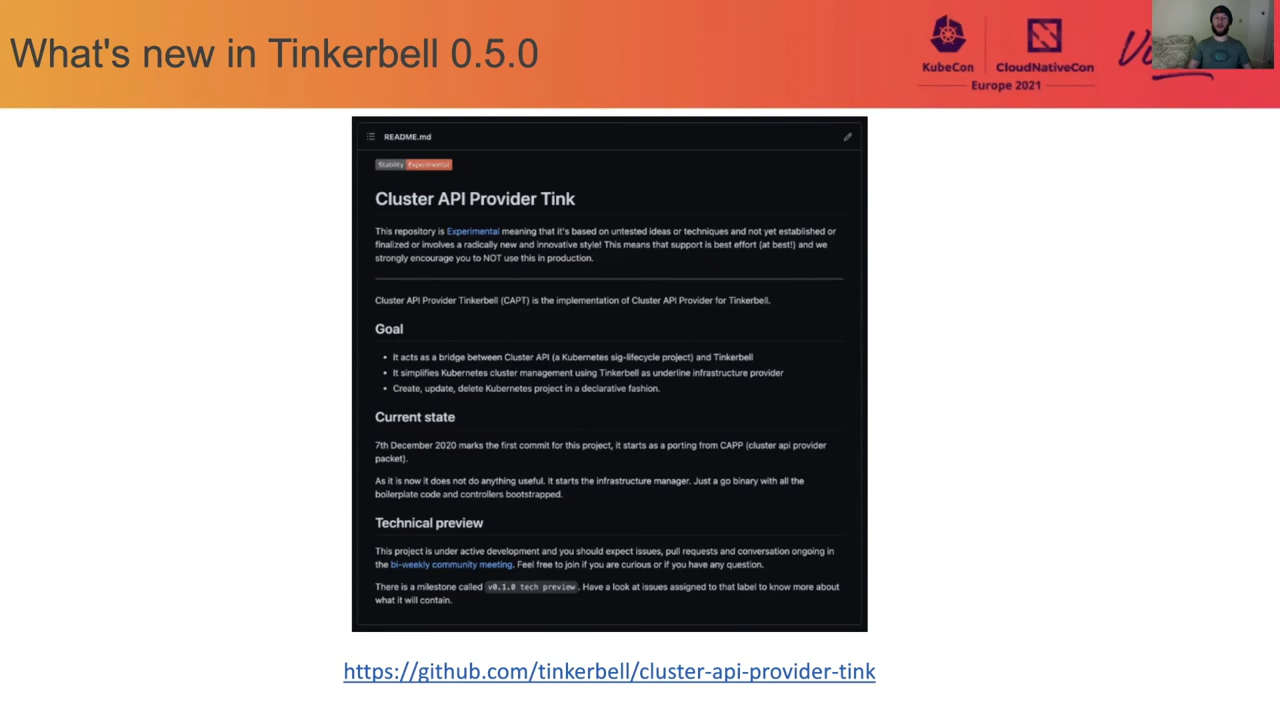 What's new in Tinkerbell 0.5.0
KubeCon
CloudNativeCon
Europe 2021
README.md
Stability Experimental
Cluster API Provider Tink
This repository is Experimental meaning that it's based on untested ideas or techniques and not yet established or
finalized or involves a radically new and innovative style! This means that support is best effort (at best!) and we
strongly encourage you to NOT use this in production.
Cluster API Provider Tinkerbell (CAPT) is the implementation of Cluster API Provider for Tinkerbell.
Goal
• It acts as a bridge between Cluster API (a Kubernetes sig-lifecycle project) and Tinkerbell
• It simplifies Kubernetes cluster management using Tinkerbell as underline infrastructure provider
• Create, update, delete Kubernetes project in a declarative fashion.
Current state
7th December 2020 marks the first commit for this project, it starts as a porting from CAPP (cluster api provider
packet).
As it is now it does not do anything useful. It starts the infrastructure manager. Just a go binary with all the
boilerplate code and controllers bootstrapped.
Technical preview
This project is under active development and you should expect issues, pull requests and conversation ongoing in
the bi-weekly community meeting. Feel free to join if you are curious or if you have any question.
There is a milestone called v0.1.0 tech preview. Have a look at issues assigned to that label to know more about
what it will contain.
https://github.com/tinkerbell/cluster-api-provider-tink